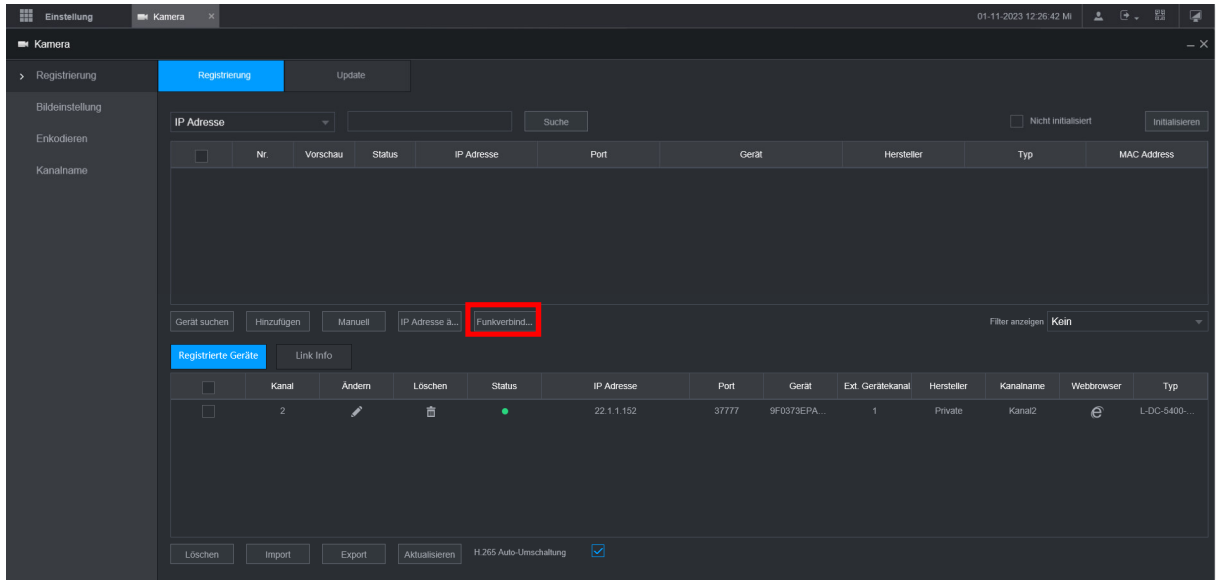 Einstellung Kamera × 01-11-2023 12:26:42 Mi
Kamera
Registrierung
Bildeinstellung
Enkodieren
Kanalname
Registrierung Update
IP Adresse Suche Nicht initialisiert Initialisieren
Nr. Vorschau Status IP Adresse Port Gerät Hersteller Typ MAC Address
Gerät suchen Hinzufügen Manuell IP Adresse ä... Funkverbind... Filter anzeigen Kein
Registrierte Geräte Link Info
Kanal Ändern Löschen Status IP Adresse Port Gerät Ext. Gerätekanal Hersteller Kanalname Webbrowser Typ
2 22.1.1.152 37777 9F0373EPA... 1 Private Kanal2 L-DC-5400-...
Löschen Import Export Aktualisieren H.265 Auto-Umschaltung